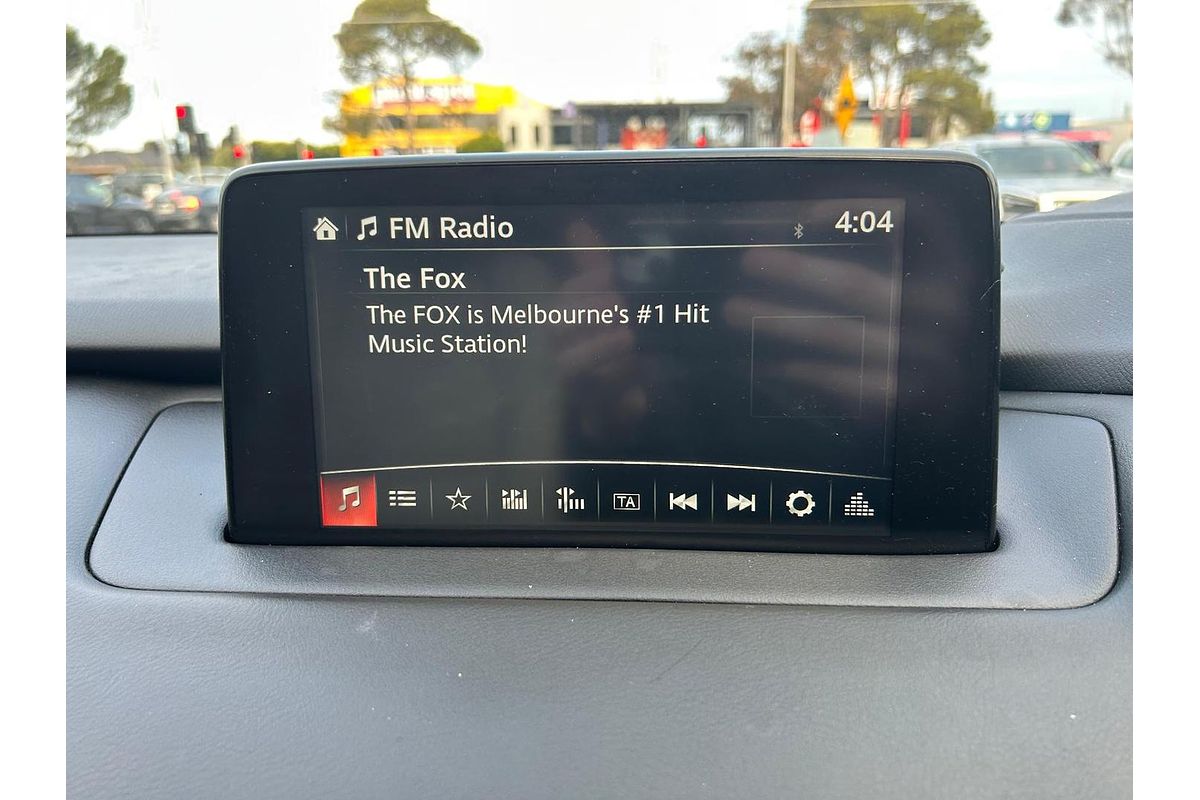 FM Radio
4:04
The Fox
The FOX is Melbourne's #1 Hit
Music Station!
TA